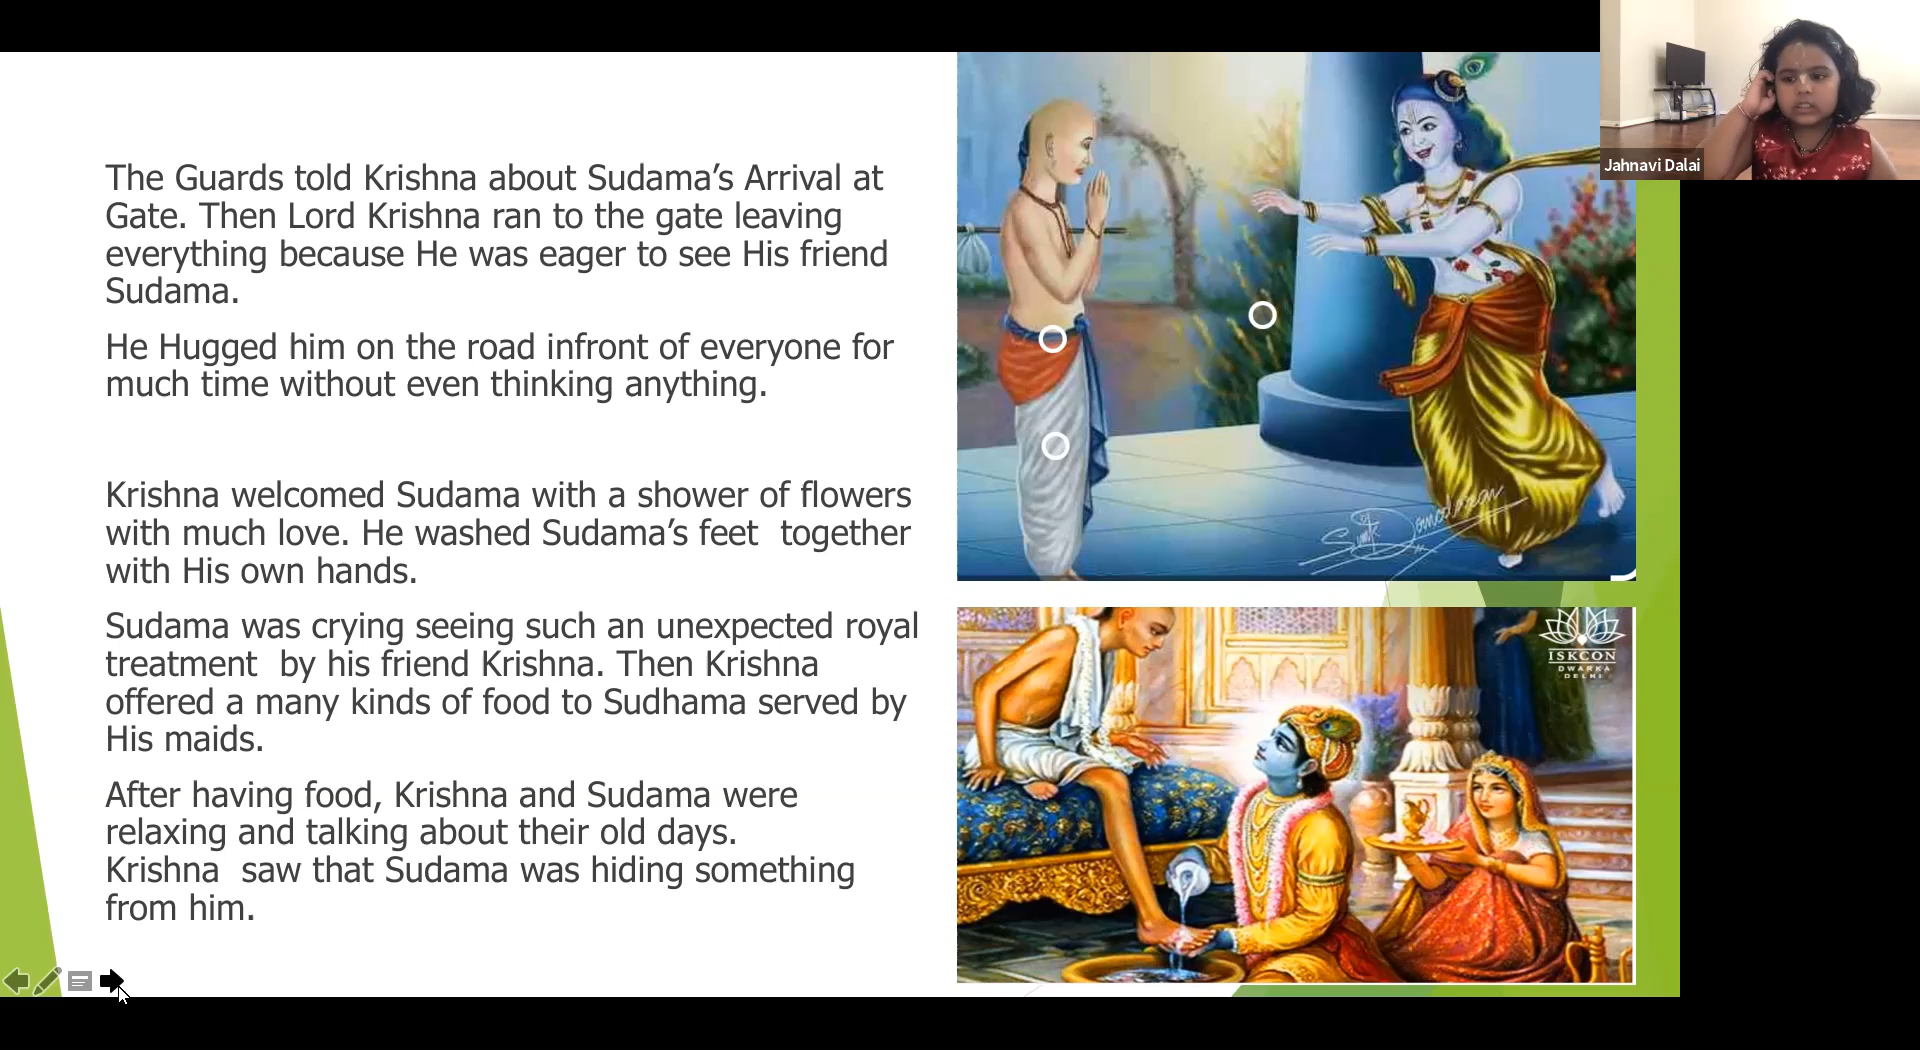 The Guards told Krishna about Sudama's Arrival at
Gate. Then Lord Krishna ran to the gate leaving
everything because He was eager to see His friend
Sudama.
He Hugged him on the road infront of everyone for
much time without even thinking anything.
Krishna welcomed Sudama with a shower of flowers
with much love. He washed Sudama's feet  together
with His own hands.
Sudama was crying seeing such an unexpected royal
treatment  by his friend Krishna. Then Krishna
offered a many kinds of food to Sudhama served by
His maids.
After having food, Krishna and Sudama were
relaxing and talking about their old days.
Krishna  saw that Sudama was hiding something
from him.
Jahnavi Dalai
ISKCON
DWARKA
DELHI